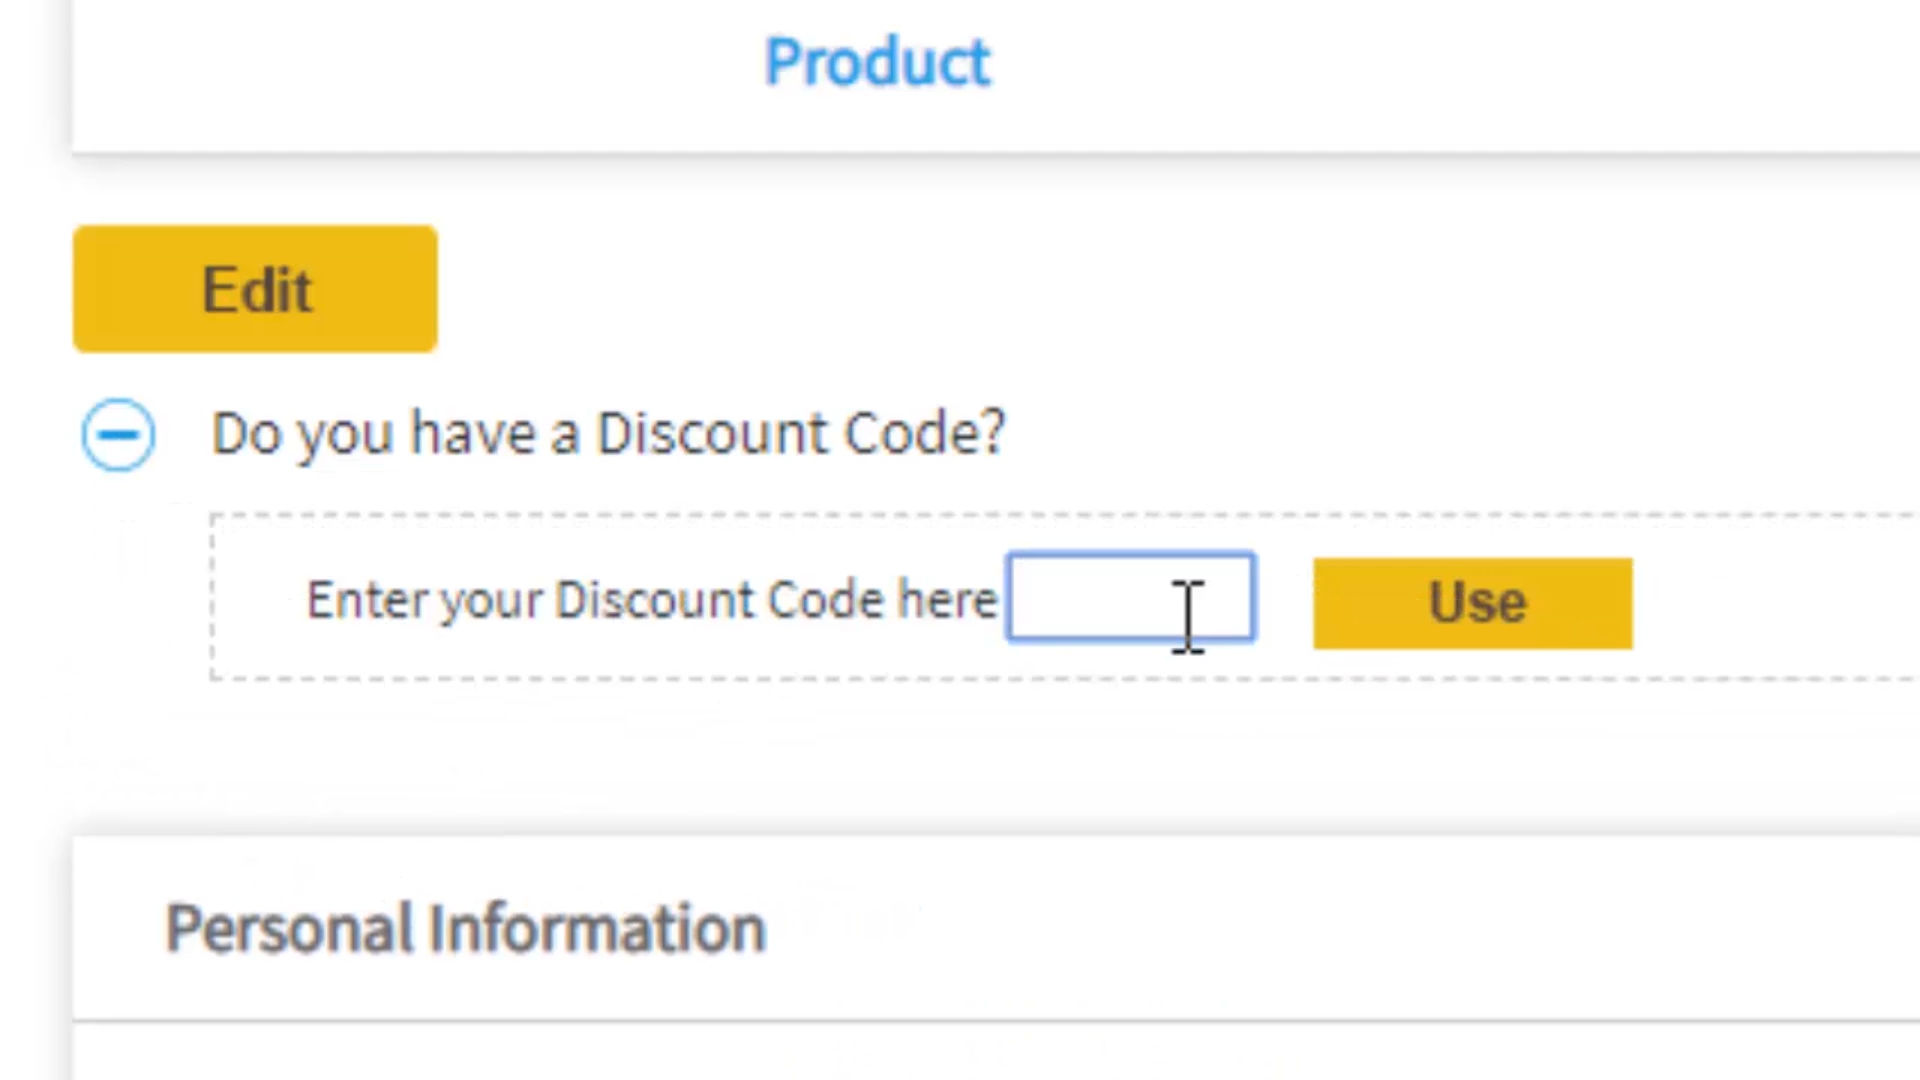 Product
Edit
Do you have a Discount Code?
Enter your Discount Code here
Use
Personal Information